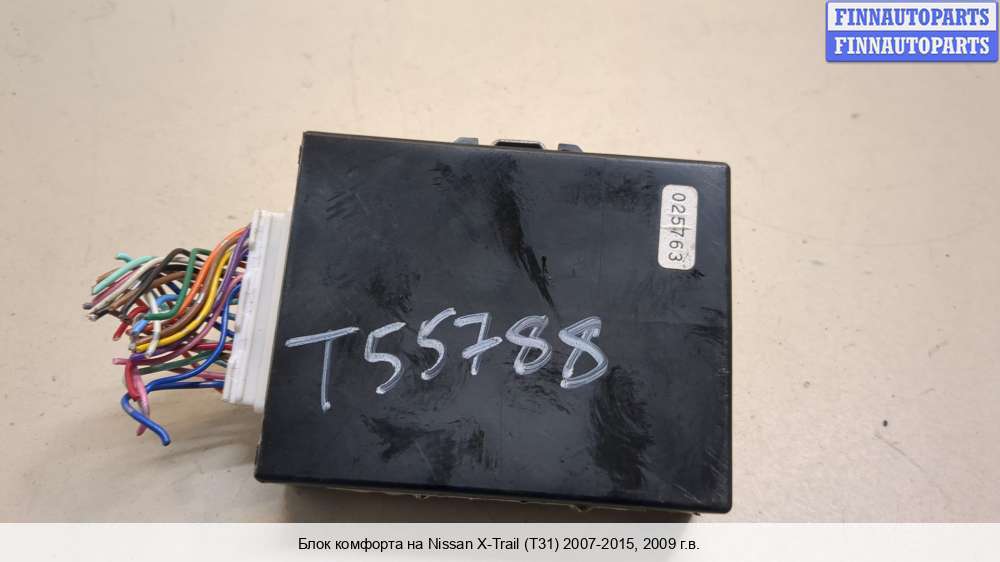 FINNAUTOPARTS
FINNAUTOPARTS
025763
T55788
Блок комфорта на Nissan X-Trail (T31) 2007-2015, 2009 г.в.